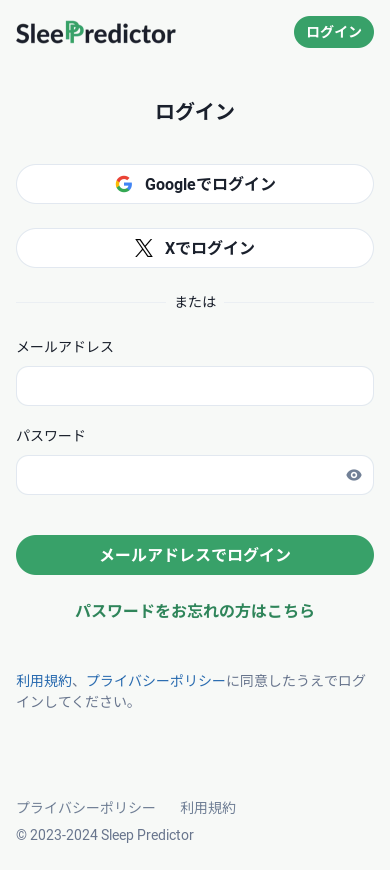 SleePredictor
ログイン
ログイン
Googleでログイン
Xでログイン
または
メールアドレス
パスワード
メールアドレスでログイン
パスワードをお忘れの方はこちら
利用規約、プライバシーポリシーに同意したうえでログ
インしてください。
プライバシーポリシー 利用規約
© 2023-2024 Sleep Predictor